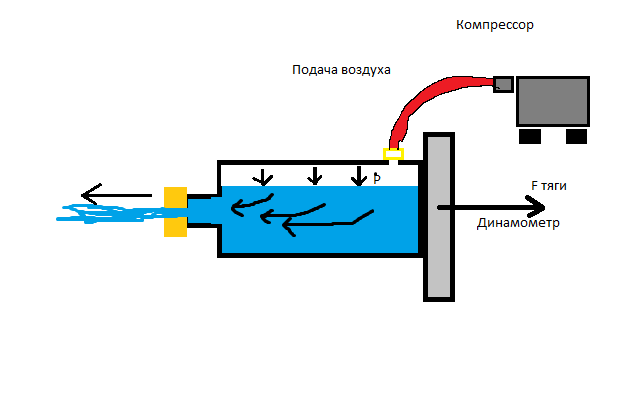 Компрессор
Подача воздуха
p
F тяги
Динамометр